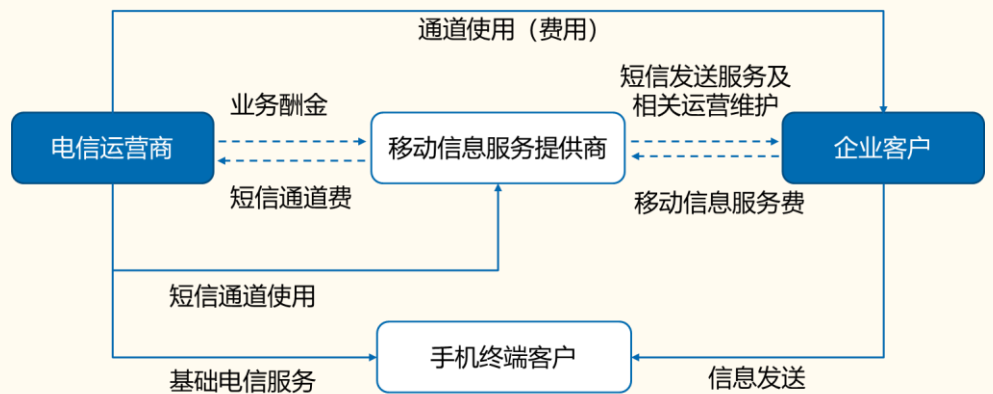 通道使用（费用）
短信发送服务及
相关运营维护
业务酬金
电信运营商
移动信息服务提供商
企业客户
短信通道费
移动信息服务费
短信通道使用
手机终端客户
基础电信服务
信息发送